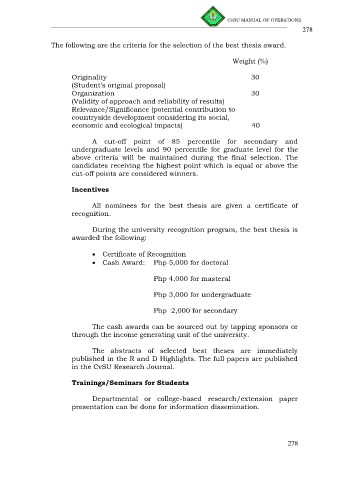 CvSU MANUAL OF OPERATIONS
278
The following are the criteria for the selection of the best thesis award.
Weight (%)
Originality 30
(Student's original proposal)
Organization 30
(Validity of approach and reliability of results)
Relevance/Significance (potential contribution to
countryside development considering its social,
economic and ecological impacts) 40
A cut-off point of 85 percentile for secondary and
undergraduate levels and 90 percentile for graduate level for the
above criteria will be maintained during the final selection. The
candidates receiving the highest point which is equal or above the
cut-off points are considered winners.
Incentives
All nominees for the best thesis are given a certificate of
recognition.
During the university recognition program, the best thesis is
awarded the following:
• Certificate of Recognition
• Cash Award: Php 5,000 for doctoral
Php 4,000 for masteral
Php 3,000 for undergraduate
Php 2,000 for secondary
The cash awards can be sourced out by tapping sponsors or
through the income generating unit of the university.
The abstracts of selected best theses are immediately
published in the R and D Highlights. The full papers are published
in the CvSU Research Journal.
Trainings/Seminars for Students
Departmental or college-based research/extension paper
presentation can be done for information dissemination.
278